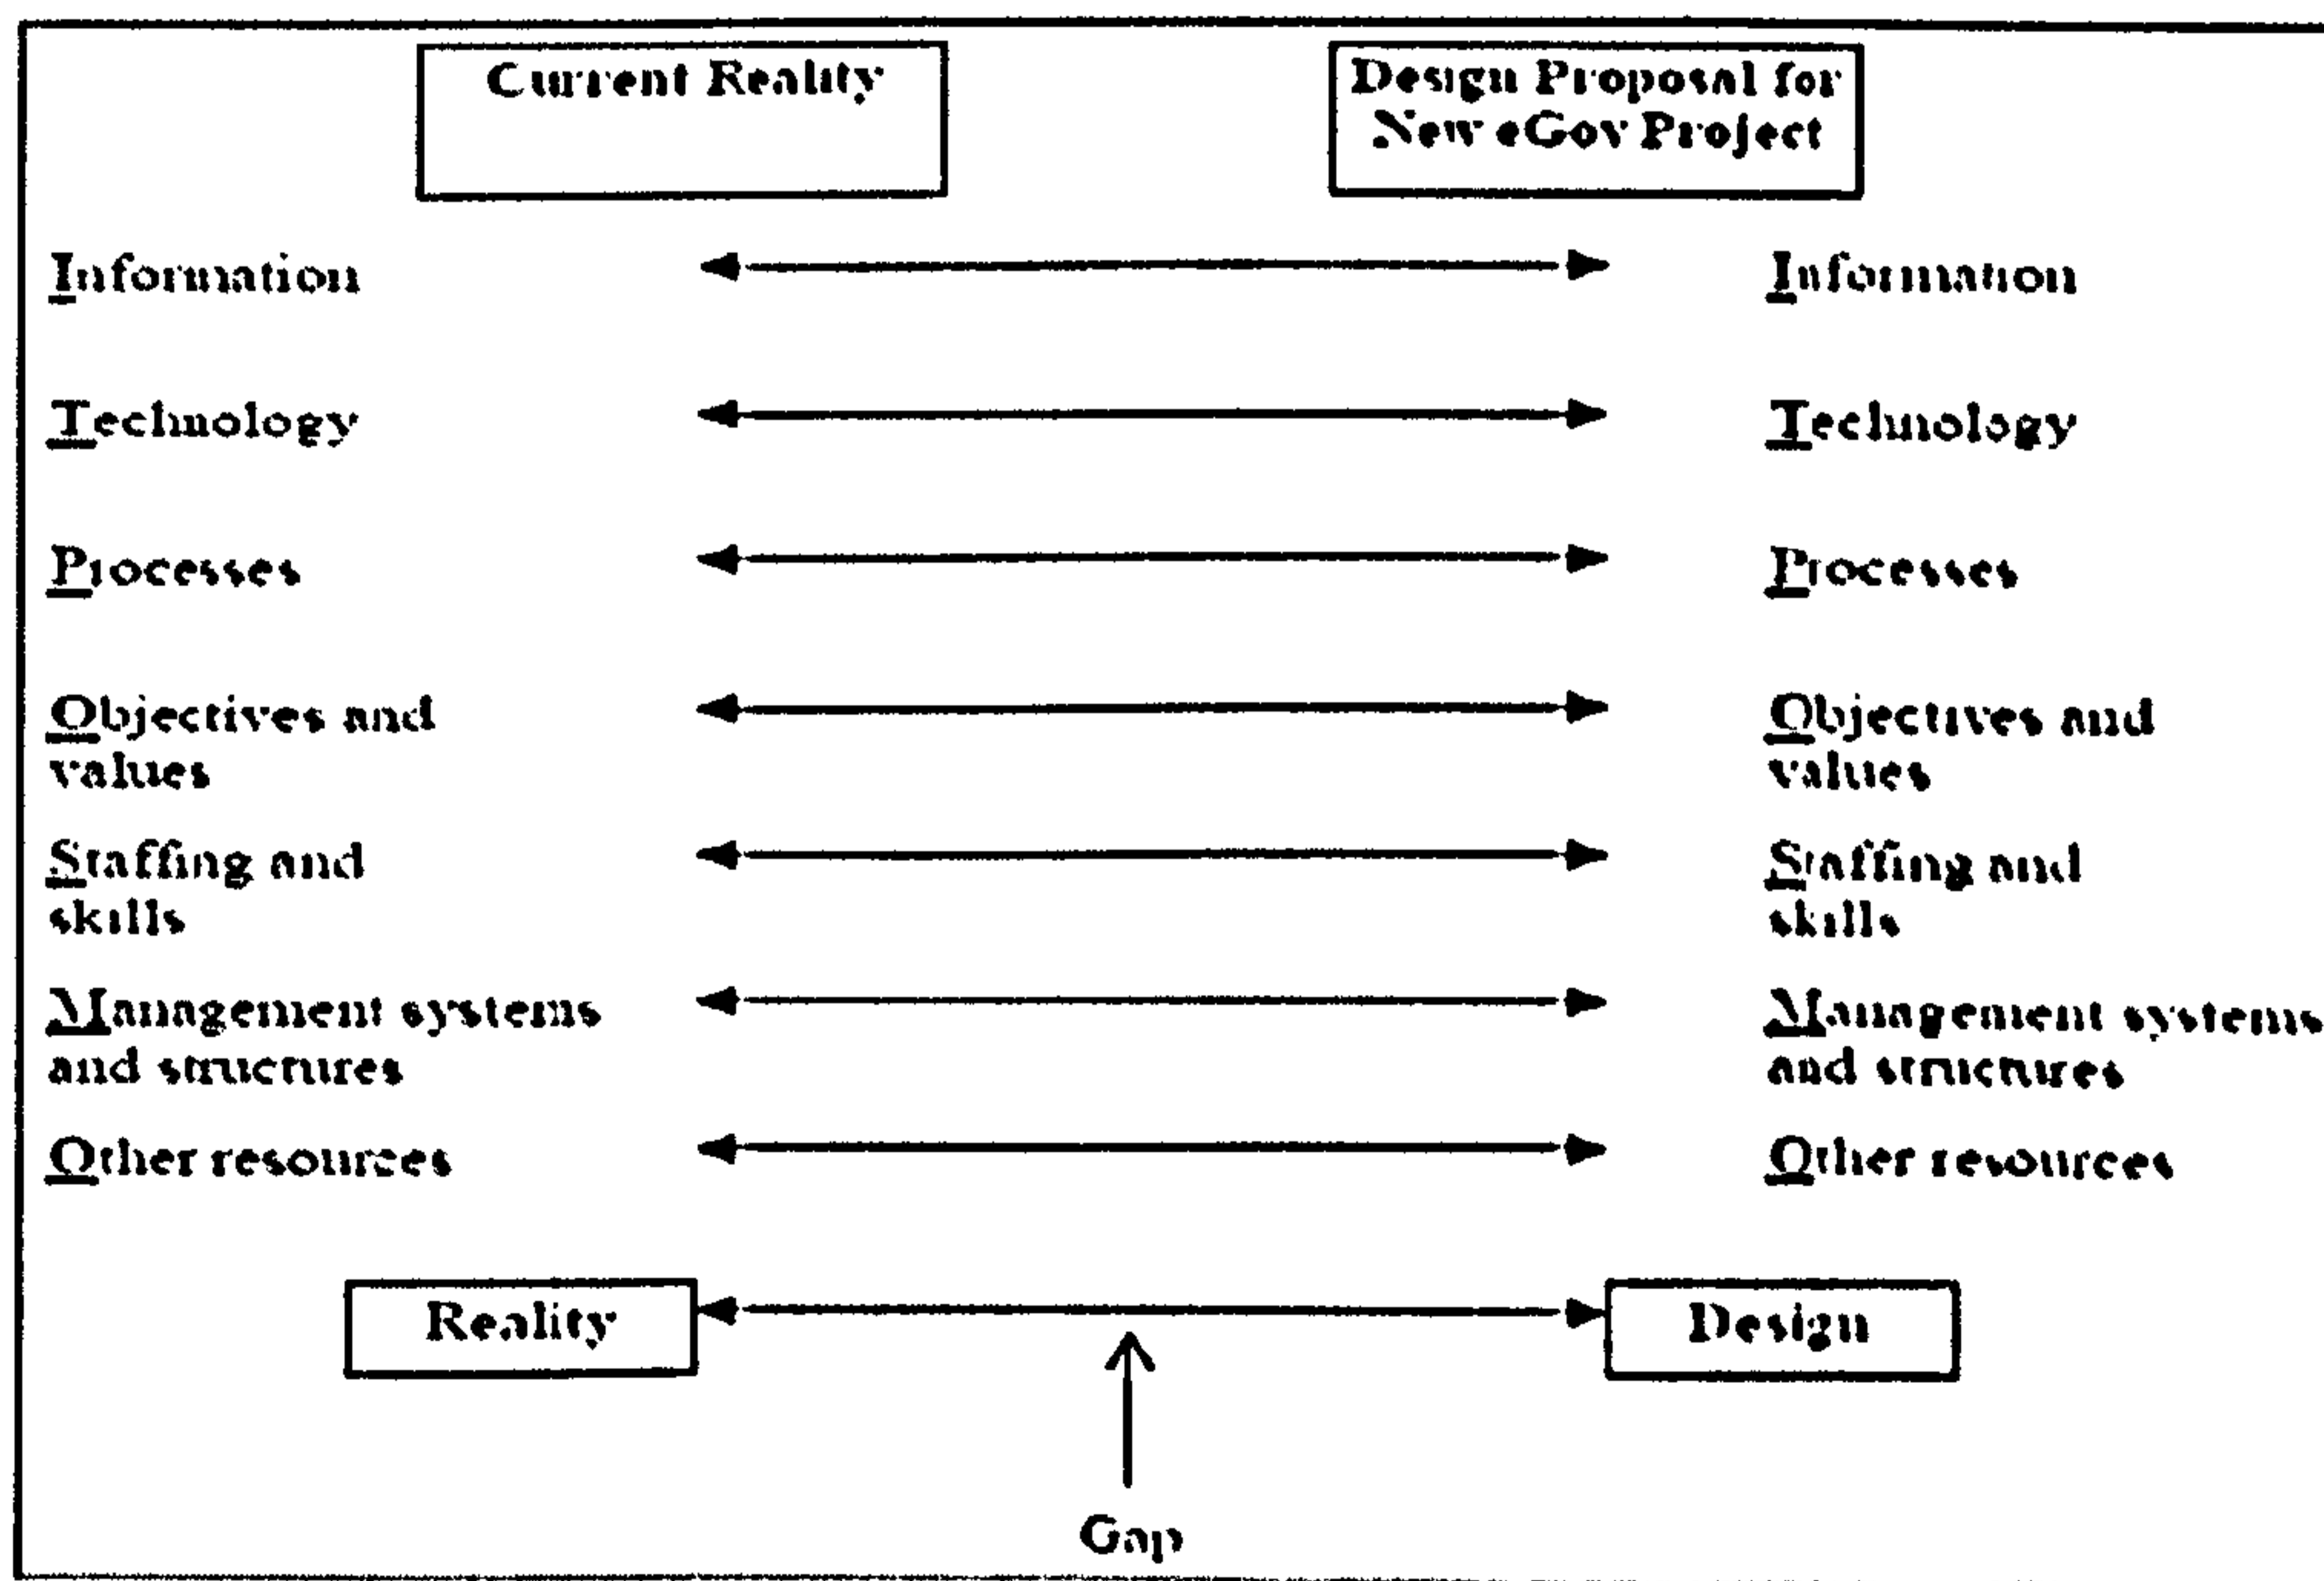 Current Reality
Design Proposal for
New eGov Project
Information
Information
Technology
Technology
Processes
Processes
Objectives and
values
Objectives and
values
Staffing and
skills
Staffing and
skills
Management systems
and structures
Management systems
and structures
Other resources
Other resources
Reality
Design
Gap